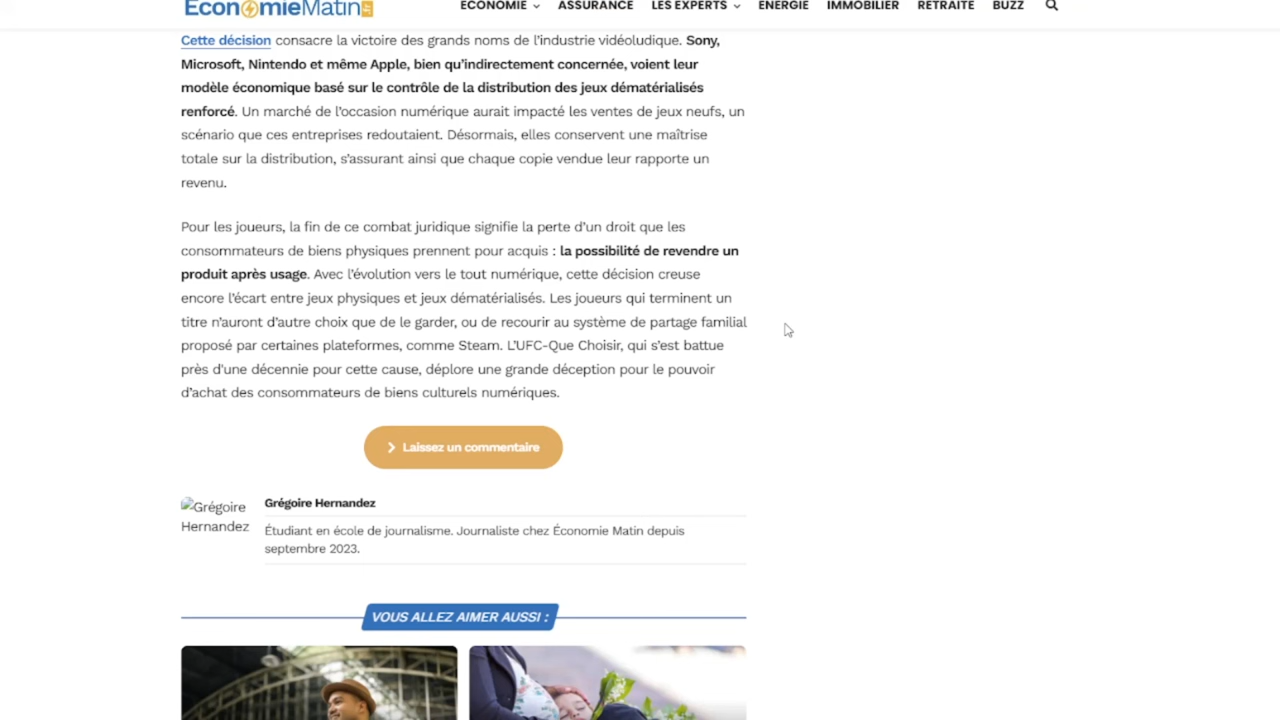 ÉconomieMatin
ÉCONOMIE ASSURANCE LES EXPERTS ÉNERGIE IMMOBILIER RETRAITE BUZZ
Cette décision consacre la victoire des grands noms de l'industrie vidéoludique. Sony,
Microsoft, Nintendo et même Apple, bien qu'indirectement concernée, voient leur
modèle économique basé sur le contrôle de la distribution des jeux dématérialisés
renforcé. Un marché de l'occasion numérique aurait impacté les ventes de jeux neufs, un
scénario que ces entreprises redoutaient. Désormais, elles conservent une maîtrise
totale sur la distribution, s'assurant ainsi que chaque copie vendue leur rapporte un
revenu.
Pour les joueurs, la fin de ce combat juridique signifie la perte d'un droit que les
consommateurs de biens physiques prennent pour acquis : la possibilité de revendre un
produit après usage. Avec l'évolution vers le tout numérique, cette décision creuse
encore l'écart entre jeux physiques et jeux dématérialisés. Les joueurs qui terminent un
titre n'auront d'autre choix que de le garder, ou de recourir au système de partage familial
proposé par certaines plateformes, comme Steam. L'UFC-Que Choisir, qui s'est battue
près d'une décennie pour cette cause, déplore une grande déception pour le pouvoir
d'achat des consommateurs de biens culturels numériques.
Laissez un commentaire
Grégoire
Hernandez
Grégoire Hernandez
Étudiant en école de journalisme. Journaliste chez Économie Matin depuis
septembre 2023.
VOUS ALLEZ AIMER AUSSI :